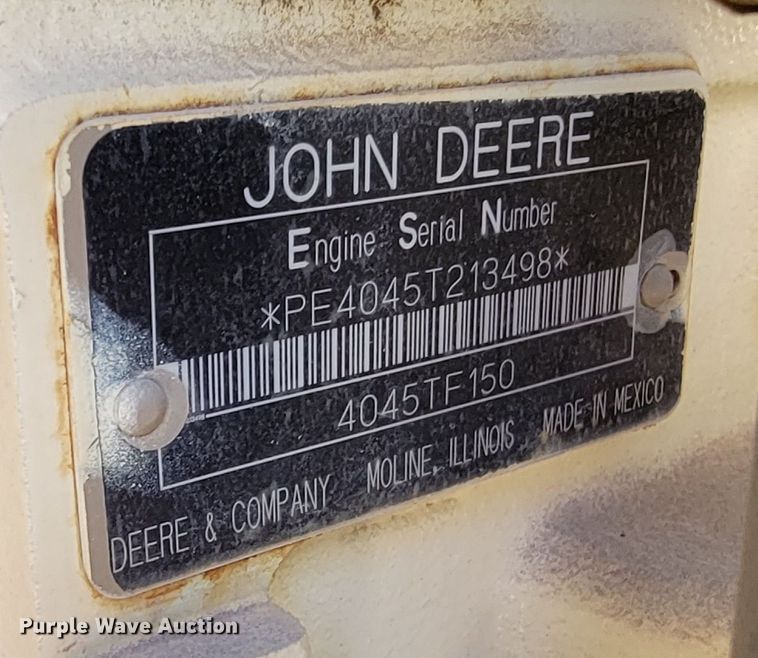 JOHN DEERE
Engine Serial Number
*PE4045T213498*
4045TF150
DEERE & COMPANY MOLINE, ILLINOIS MADE IN MEXICO
Purple Wave Auction